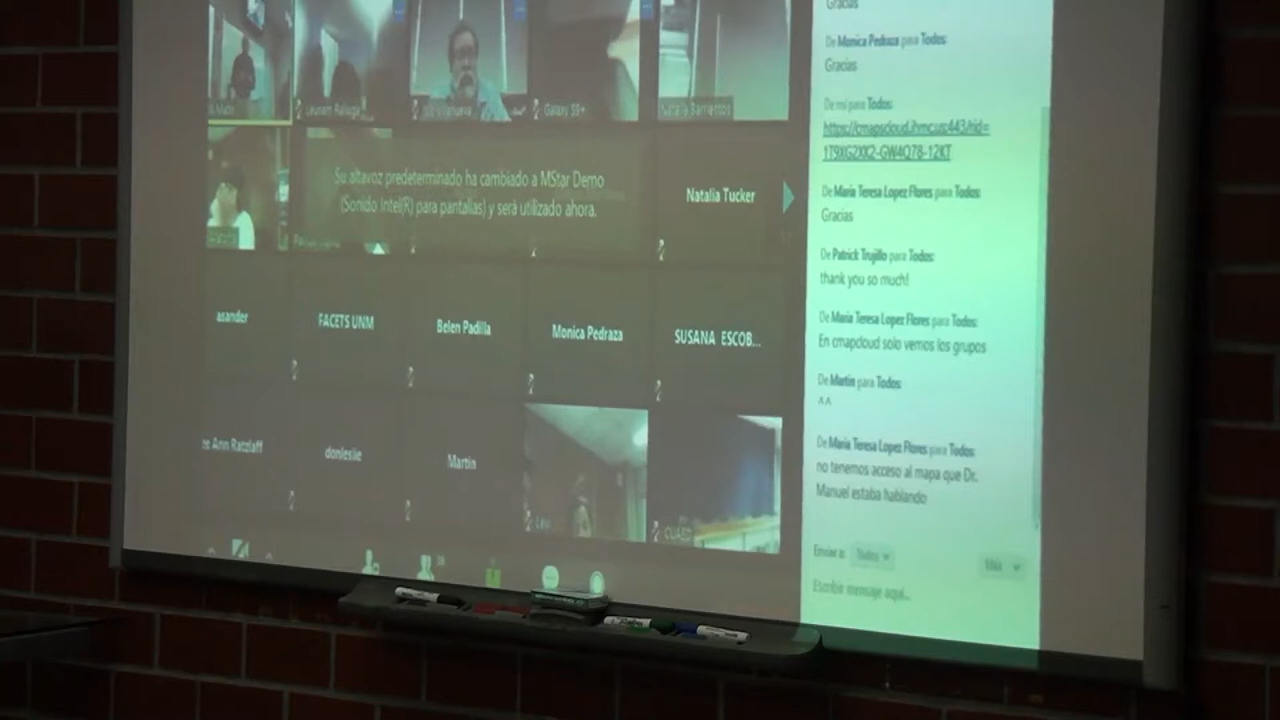 Galaxy S9+
Natalia Barrientos
Su altavoz predeterminado ha cambiado a MStar Demo
(Sonido Intel(R) para pantallas) y será utilizado ahora.
Natalia Tucker
asander
FACETS UNM
Belen Padilla
Monica Pedraza
SUSANA ESCOB...
Ann Ratzlaff
donleslie
Martin
Gracias
De Monica Pedraza para Todos:
Gracias
De mí para Todos:
De Maria Teresa Lopez Flores para Todos:
Gracias
De Patrick Trujillo para Todos:
thank you so much!
De Maria Teresa Lopez Flores para Todos:
En cmapcloud solo vemos los grupos
De Martin para Todos:
^^
De Maria Teresa Lopez Flores para Todos:
no tenemos acceso al mapa que Dr.
Manuel estaba hablando
Enviar a: Todos
Más
Escribir mensaje aquí...